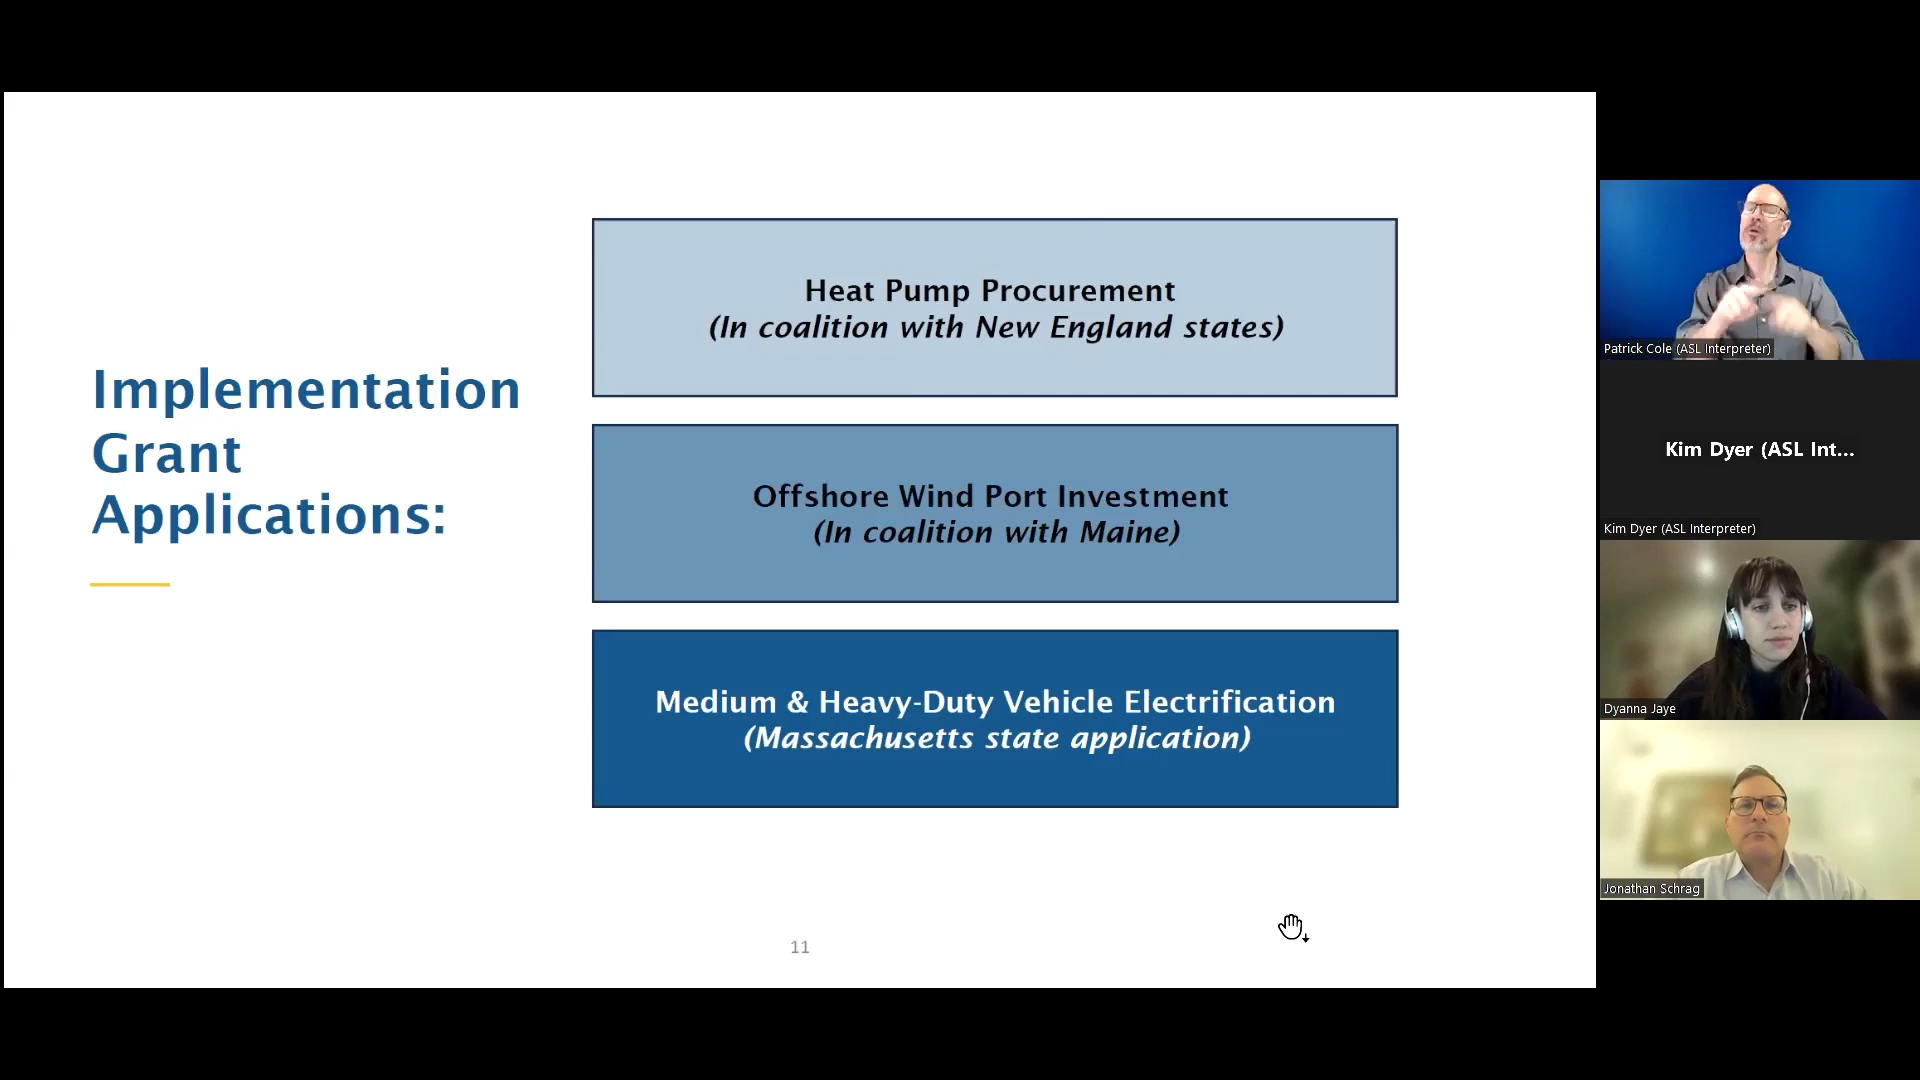 Implementation
Grant
Applications:
Heat Pump Procurement
(In coalition with New England states)
Offshore Wind Port Investment
(In coalition with Maine)
Medium & Heavy-Duty Vehicle Electrification
(Massachusetts state application)
11
Patrick Cole (ASL Interpreter)
Kim Dyer (ASL Int...
Kim Dyer (ASL Interpreter)
Dyanna Jaye
Jonathan Schrag